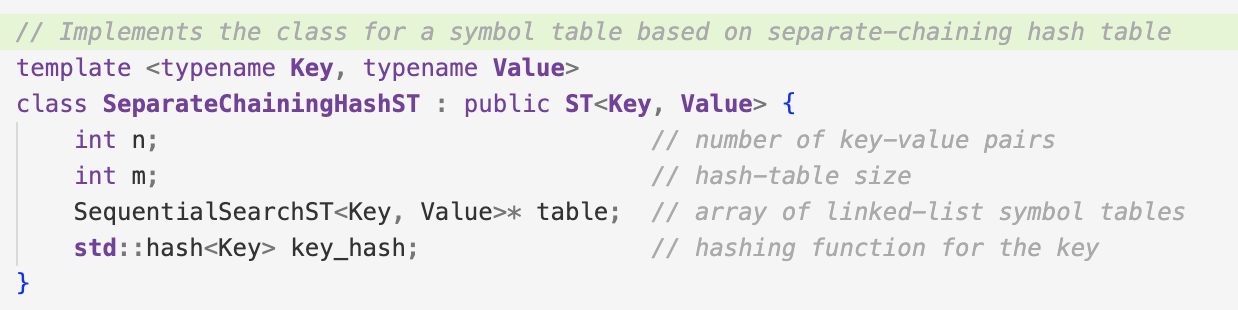 // Implements the class for a symbol table based on separate-chaining hash table
template <typename Key, typename Value>
class SeparateChainingHashST : public ST<Key, Value> {
    int n;                                  // number of key-value pairs
    int m;                                  // hash-table size
    SequentialSearchST<Key, Value>* table;  // array of linked-list symbol tables
    std::hash<Key> key_hash;                // hashing function for the key
}